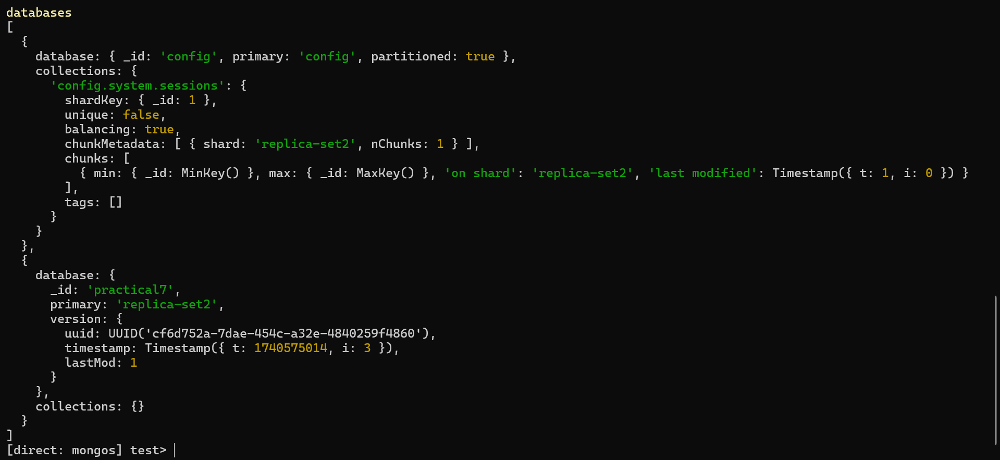 databases
[
  {
    database: { _id: 'config', primary: 'config', partitioned: true },
    collections: {
      'config.system.sessions': {
        shardKey: { _id: 1 },
        unique: false,
        balancing: true,
        chunkMetadata: [ { shard: 'replica-set2', nChunks: 1 } ],
        chunks: [
          { min: { _id: MinKey() }, max: { _id: MaxKey() }, 'on shard': 'replica-set2', 'last modified': Timestamp({ t: 1, i: 0 }) }
        ],
        tags: []
      }
    }
  },
  {
    database: {
      _id: 'practical7',
      primary: 'replica-set2',
      version: {
        uuid: UUID('cf6d752a-7dae-454c-a32e-4840259f4860'),
        timestamp: Timestamp({ t: 1740575014, i: 3 }),
        lastMod: 1
      }
    },
    collections: {}
  }
]
[direct: mongos] test>